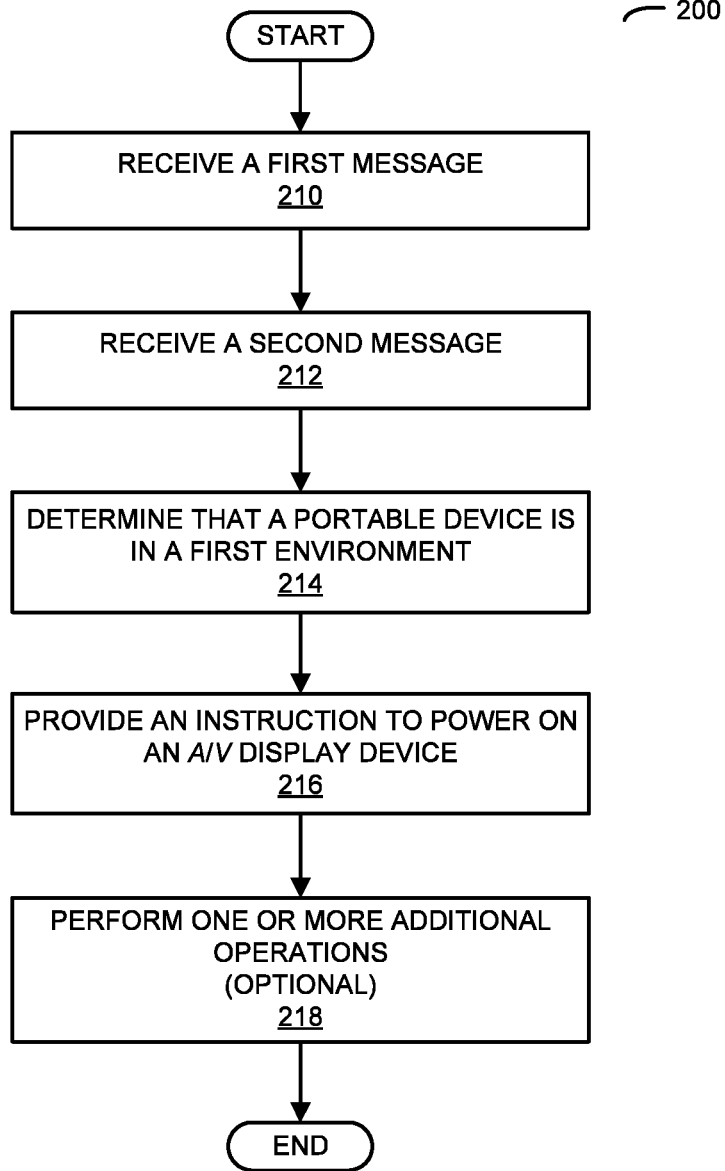 200
START
RECEIVE A FIRST MESSAGE
210
RECEIVE A SECOND MESSAGE
212
DETERMINE THAT A PORTABLE DEVICE IS
IN A FIRST ENVIRONMENT
214
PROVIDE AN INSTRUCTION TO POWER ON
AN A/V DISPLAY DEVICE
216
PERFORM ONE OR MORE ADDITIONAL
OPERATIONS
(OPTIONAL)
218
END